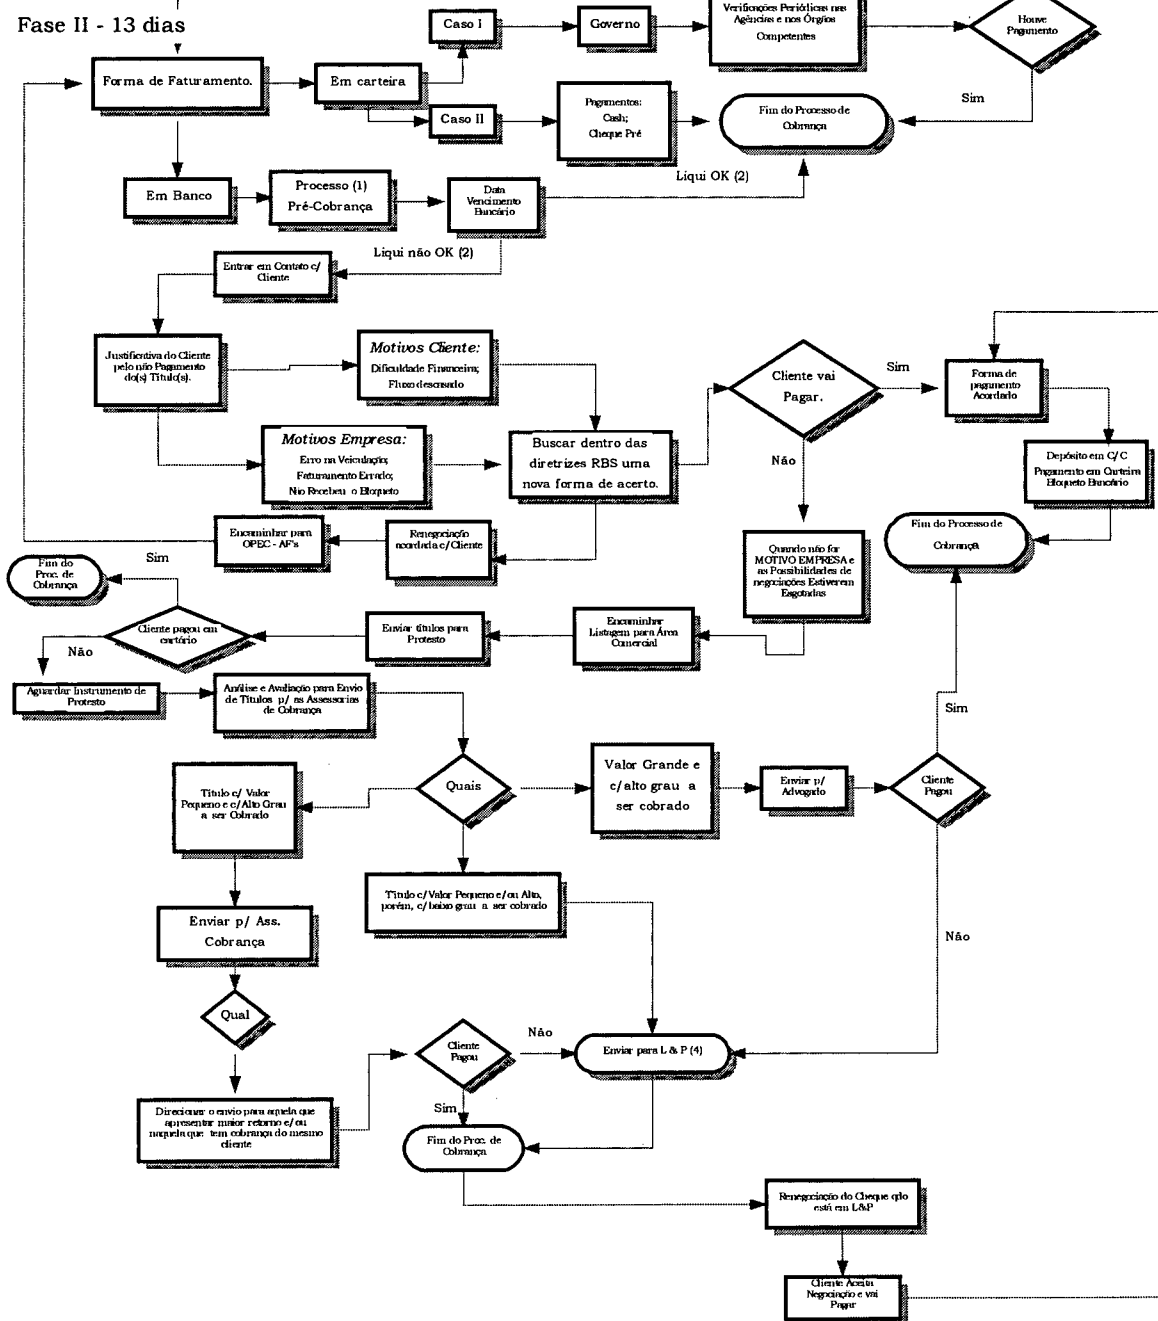 Fase II - 13 dias
Caso I
Governo
Verificações Periódicas nas
Agências e nos Órgãos
Competentes
Houve
Pagamento
Forma de Faturamento.
Em carteira
Caso II
Pagamentos:
Cash;
Cheque Pré
Fim do Processo de
Cobrança
Sim
Liqui OK (2)
Em Banco
Processo (1)
Pré-Cobrança
Data
Vencimento
Bancário
Liqui não OK (2)
Entrar em Contato c/
Cliente
Justificativa do Cliente
pelo não Pagamento
do(s) Título(s).
Motivos Cliente:
Dificuldade Financeira;
Fluxo descasado
Cliente vai
Pagar.
Sim
Forma de
pagamento
Acordado
Motivos Empresa:
Erro na Veiculação;
Faturamento Errado;
Não Recebeu o Bloqueto
Buscar dentro das
diretrizes RBS uma
nova forma de acerto.
Não
Depósito em C/C
Pagamento em Carteira
Bloqueto Bancário
Encaminhar para
OPEC - AF's
Renegociação
acordada c/Cliente
Fim do Processo de
Cobrança
Sim
Fim do
Proc. de
Cobrança
Quando não for
MOTIVO EMPRESA e
as Possibilidades de
negociações Estiverem
Esgotadas
Cliente pagou em
cartório
Enviar títulos para
Protesto
Encaminhar
Listagem para Área
Comercial
Não
Aguardar Instrumento de
Protesto
Análise e Avaliação para Envio
de Títulos p/ as Assessorias
de Cobrança
Sim
Título c/ Valor
Pequeno e c/Alto Grau
a ser Cobrado
Quais
Valor Grande e
c/alto grau a
ser cobrado
Enviar p/
Advogado
Cliente
Pagou
Título c/Valor Pequeno e/ou Alto,
porém, c/baixo grau a ser cobrado
Enviar p/ Ass.
Cobrança
Não
Qual
Cliente
Pagou
Não
Enviar para L & P (4)
Direcionar o envio para aquela que
apresentar maior retorno e/ou
naquela que tem cobrança do mesmo
cliente
Sim
Fim do Proc. de
Cobrança
Renegociação do Cheque qdo
está em L&P
Cliente Aceita
Negociação e vai
Pagar